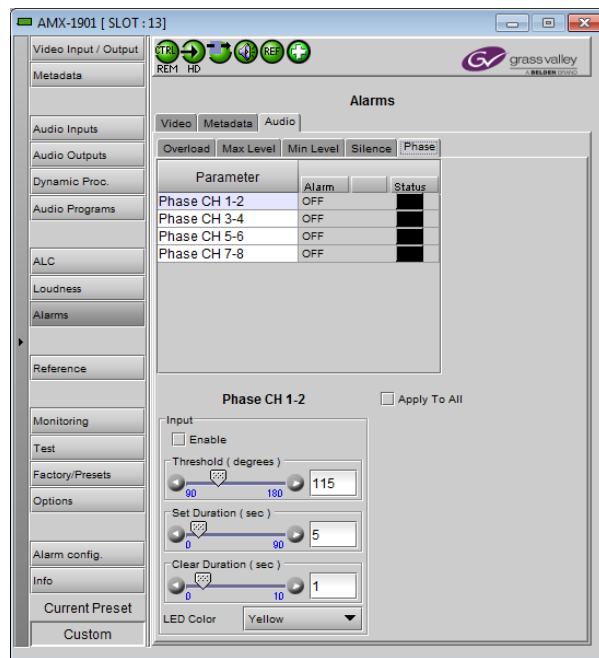 AMX-1901 [ SLOT : 13]
Video Input / Output
Metadata
Audio Inputs
Audio Outputs
Dynamic Proc.
Audio Programs
ALC
Loudness
Alarms
Reference
Monitoring
Test
Factory/Presets
Options
Alarm config.
Info
Current Preset
Custom
CTRL REF
REM HD
GV grass valley
A BELDEN BRAND
Alarms
Video Metadata Audio
Overload Max Level Min Level Silence Phase
Parameter Alarm Status
Phase CH 1-2 OFF
Phase CH 3-4 OFF
Phase CH 5-6 OFF
Phase CH 7-8 OFF
Phase CH 1-2 Apply To All
Input
Enable
Threshold ( degrees )
90 180 115
Set Duration ( sec )
0 90 5
Clear Duration ( sec )
0 10 1
LED Color Yellow